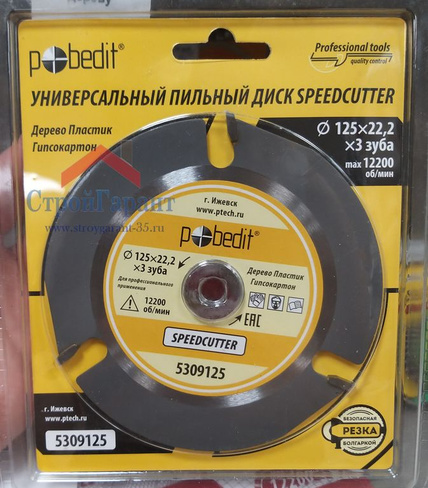 pobedit®
Professional tools
quality control
УНИВЕРСАЛЬНЫЙ ПИЛЬНЫЙ ДИСК SPEEDCUTTER
Дерево Пластик
Гипсокартон
Ø 125×22,2
×3 зуба
max 12200
об/мин
СтройГарант
www.stroygarant-35.ru
г. Ижевск
www.ptech.ru
pobedit®
Ø 125×22,2
×3 зуба
Для профессионального
применения
12200
об/мин
Дерево Пластик
Гипсокартон
EAC
SPEEDCUTTER
5309125
г. Ижевск
www.ptech.ru
5309125
БЕЗОПАСНАЯ
РЕЗКА
БОЛГАРКОЙ